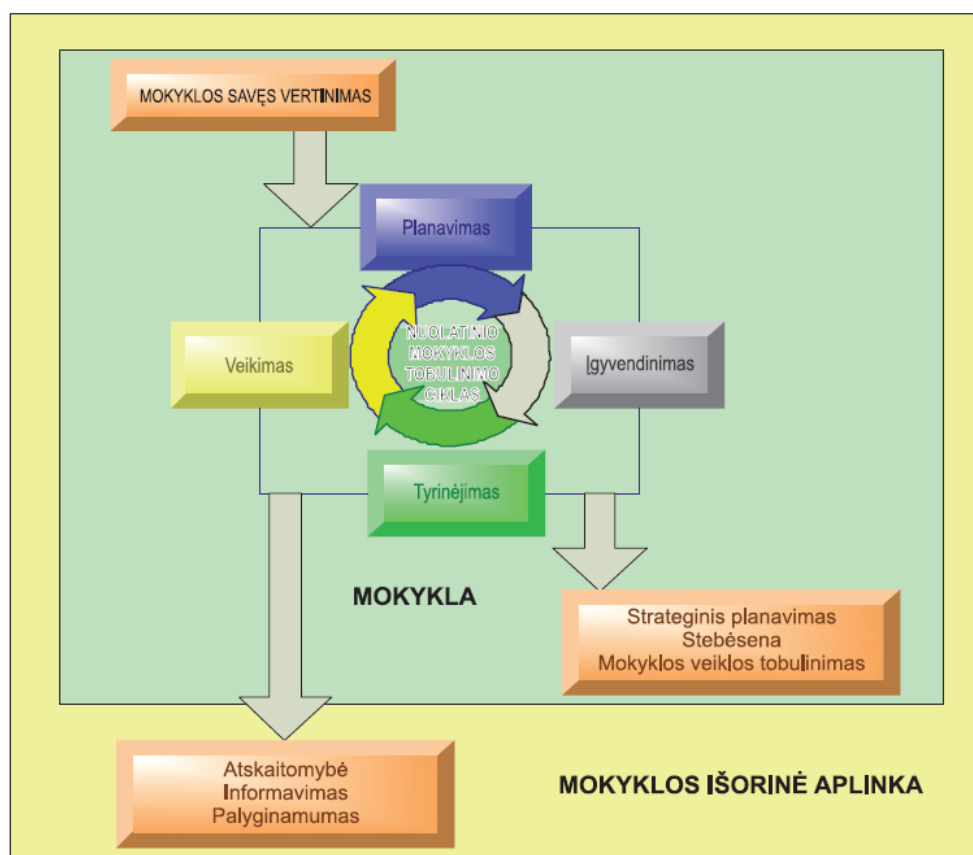 MOKYKLOS SAVĘS VERTINIMAS
Planavimas
Veikimas
NUOLATINIO
MOKYKLOS
TOBULINIMO
CIKLAS
Įgyvendinimas
Tyrinėjimas
MOKYKLA
Strateginis planavimas
Stebėsena
Mokyklos veiklos tobulinimas
Atskaitomybė
Informavimas
Palyginamumas
MOKYKLOS IŠORINĖ APLINKA